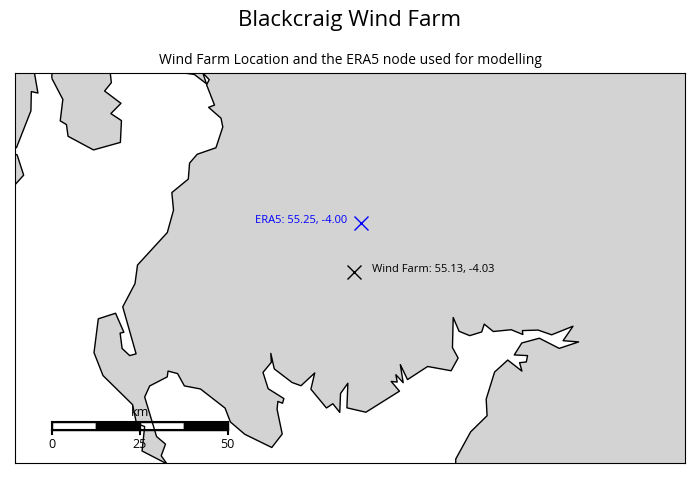 Blackcraig Wind Farm
Wind Farm Location and the ERA5 node used for modelling
ERA5: 55.25, -4.00
Wind Farm: 55.13, -4.03
km
0 25 50